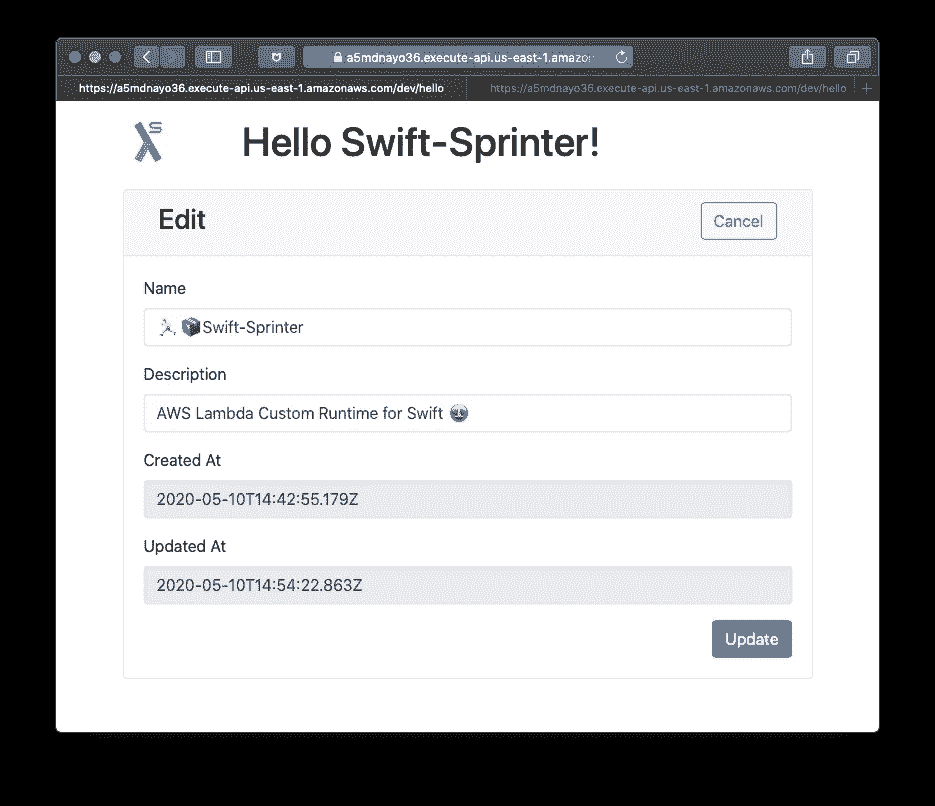 a5mdnayo36.execute-api.us-east-1.amazo
https://a5mdnayo36.execute-api.us-east-1.amazonaws.com/dev/hello
https://a5mdnayo36.execute-api.us-east-1.amazonaws.com/dev/hello
λS
Hello Swift-Sprinter!
Edit
Cancel
Name
🏃📦Swift-Sprinter
Description
AWS Lambda Custom Runtime for Swift
Created At
2020-05-10T14:42:55.179Z
Updated At
2020-05-10T14:54:22.863Z
Update